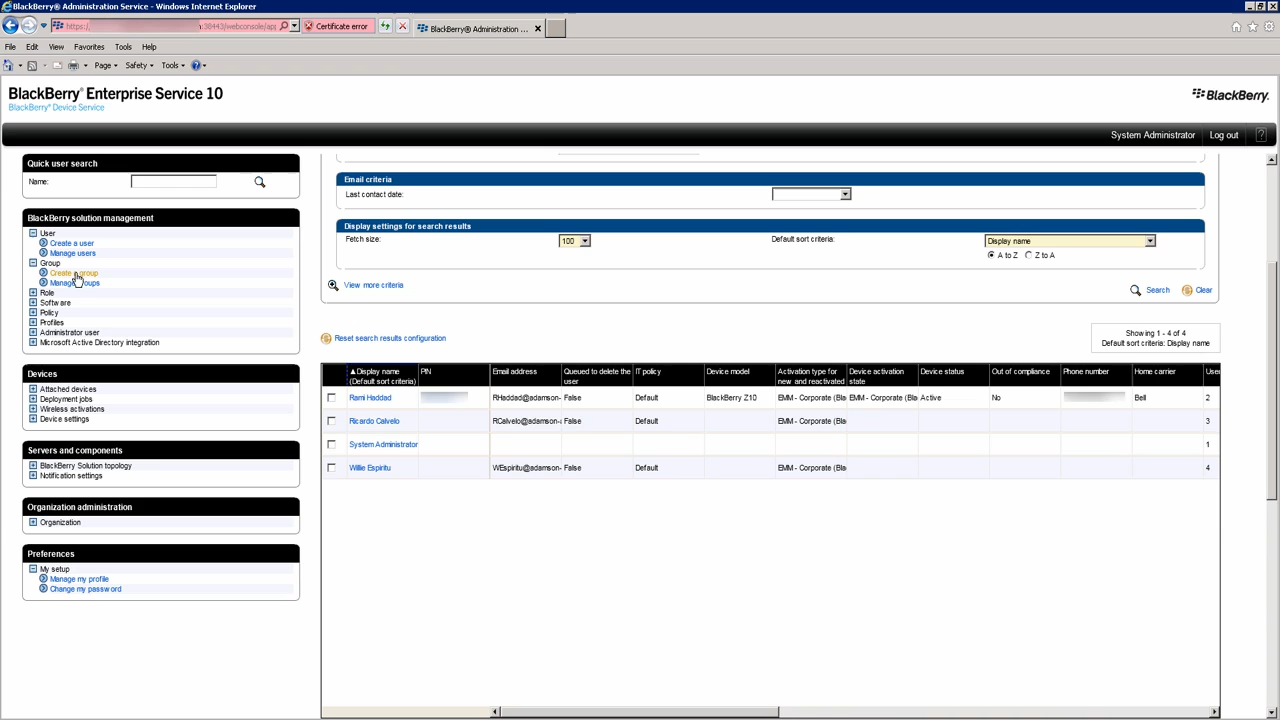 BlackBerry® Administration Service - Windows Internet Explorer
https://
:38443/webconsole/app
Certificate error
BlackBerry® Administration ...
File Edit View Favorites Tools Help
Page Safety Tools
BlackBerry® Enterprise Service 10
BlackBerry® Device Service
BlackBerry.
System Administrator Log out ?
Quick user search
Name:
BlackBerry solution management
User
Create a user
Manage users
Group
Create a group
Manage groups
Role
Software
Policy
Profiles
Administrator user
Microsoft Active Directory integration
Devices
Attached devices
Deployment jobs
Wireless activations
Device settings
Servers and components
BlackBerry Solution topology
Notification settings
Organization administration
Organization
Preferences
My setup
Manage my profile
Change my password
Email criteria
Last contact date:
Display settings for search results
Fetch size: 100 Default sort criteria: Display name
A to Z Z to A
View more criteria
Search Clear
Reset search results configuration
Showing 1 - 4 of 4
Default sort criteria: Display name
▲Display name (Default sort criteria) PIN Email address Queued to delete the user IT policy Device model Activation type for new and reactivated Device activation state Device status Out of compliance Phone number Home carrier User
Rami Haddad RHaddad@adamson- False Default BlackBerry Z10 EMM - Corporate (Bla EMM - Corporate (Bla Active No Bell 2
Ricardo Calvelo RCalvelo@adamson- False Default EMM - Corporate (Bla 3
System Administrator 1
Willie Espiritu WEspiritu@adamson- False Default EMM - Corporate (Bla 4